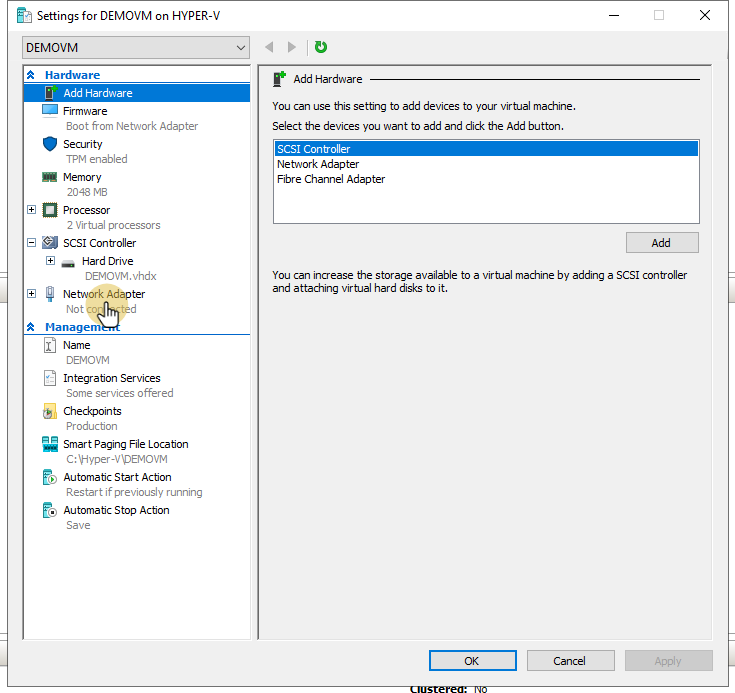 Settings for DEMOVM on HYPER-V
DEMOVM
Hardware
Add Hardware
Firmware
Boot from Network Adapter
Security
TPM enabled
Memory
2048 MB
Processor
2 Virtual processors
SCSI Controller
Hard Drive
DEMOVM.vhdx
Network Adapter
Not connected
Management
Name
DEMOVM
Integration Services
Some services offered
Checkpoints
Production
Smart Paging File Location
C:\Hyper-V\DEMOVM
Automatic Start Action
Restart if previously running
Automatic Stop Action
Save
Add Hardware
You can use this setting to add devices to your virtual machine.
Select the devices you want to add and click the Add button.
SCSI Controller
Network Adapter
Fibre Channel Adapter
Add
You can increase the storage available to a virtual machine by adding a SCSI controller
and attaching virtual hard disks to it.
OK
Cancel
Apply
Clustered: No